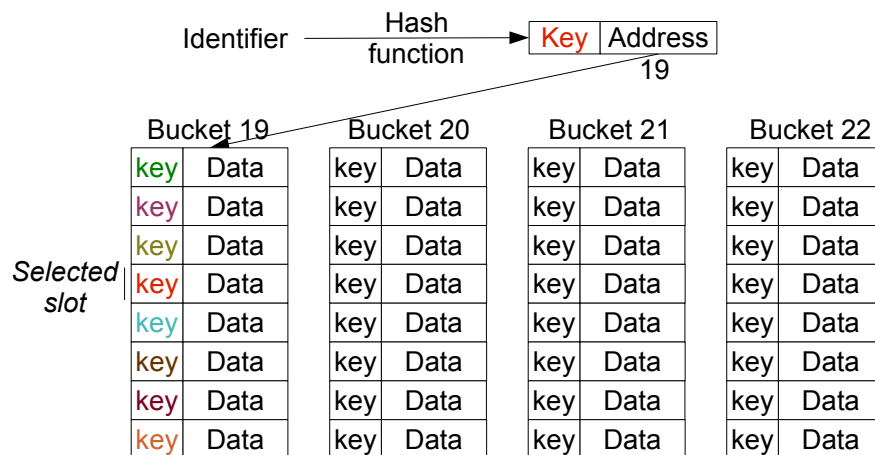 Identifier Hash function Key Address
19
Bucket 19 Bucket 20 Bucket 21 Bucket 22
key Data key Data key Data key Data
key Data key Data key Data key Data
key Data key Data key Data key Data
Selected slot key Data key Data key Data key Data
key Data key Data key Data key Data
key Data key Data key Data key Data
key Data key Data key Data key Data
key Data key Data key Data key Data